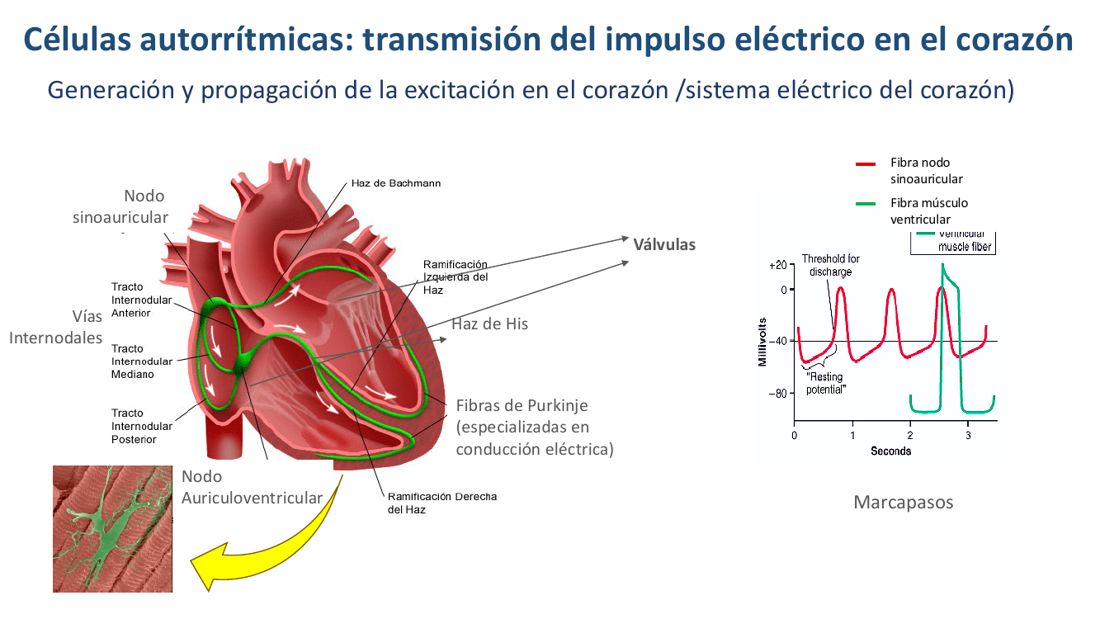 Células autorrítmicas: transmisión del impulso eléctrico en el corazón
Generación y propagación de la excitación en el corazón /sistema eléctrico del corazón)
Nodo
sinoauricular
Haz de Bachmann
Válvulas
Ramificación
Izquierda del
Haz
Tracto
Internodular
Anterior
Vías
Internodales
Haz de His
Tracto
Internodular
Mediano
Tracto
Internodular
Posterior
Fibras de Purkinje
(especializadas en
conducción eléctrica)
Nodo
Auriculoventricular
Ramificación Derecha
del Haz
Fibra nodo
sinoauricular
Fibra músculo
ventricular
Ventricular
muscle fiber
Threshold for
discharge
+20
0
−40
−80
Millivolts
"Resting
potential"
0
1
2
3
Seconds
Marcapasos